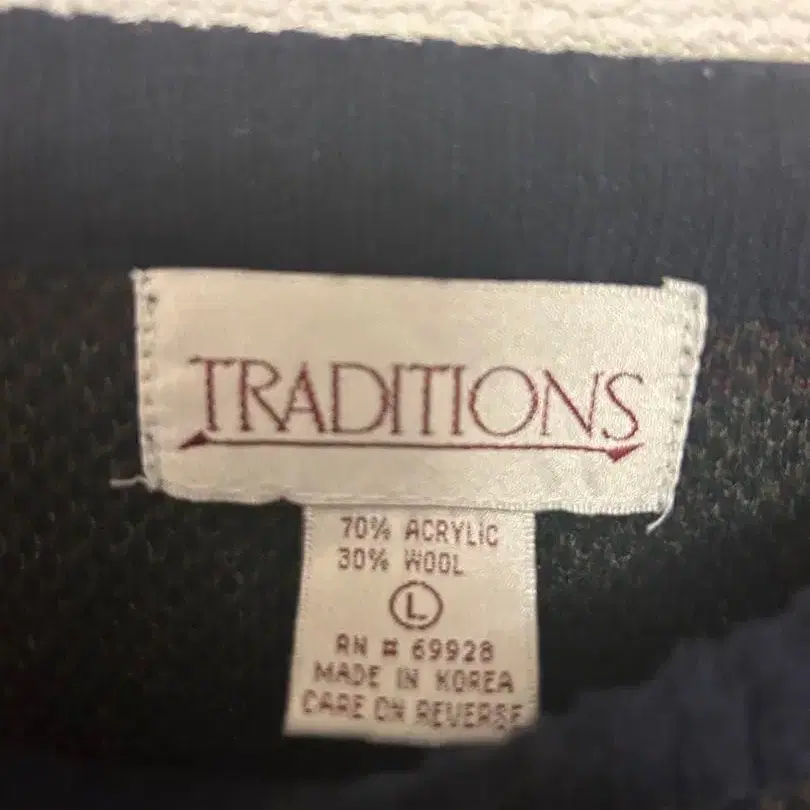 TRADITIONS
70% ACRYLIC
30% WOOL
L
RN # 69928
MADE IN KOREA
CARE ON REVERSE